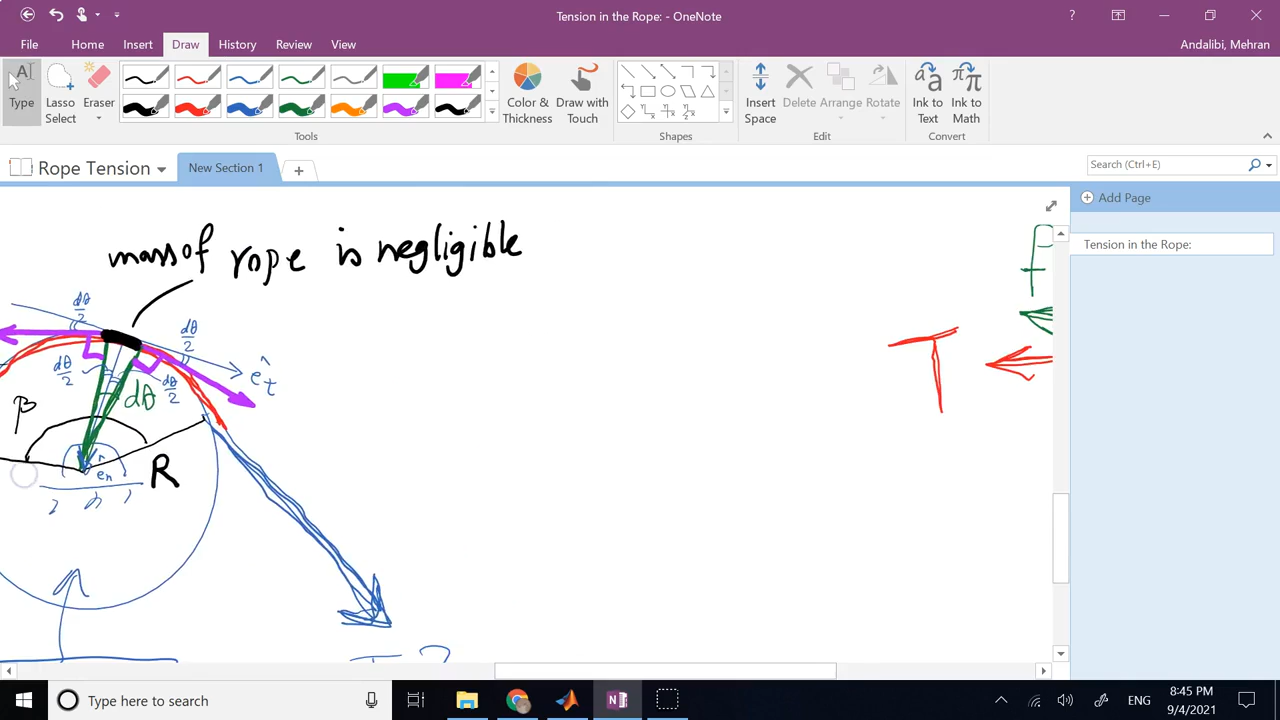 Tension in the Rope: - OneNote
?
File Home Insert Draw History Review View
Andalibi, Mehran
Type
Lasso Select
Eraser
Color & Thickness
Draw with Touch
Insert Space
Delete
Arrange
Rotate
Ink to Text
Ink to Math
Tools
Shapes
Edit
Convert
Rope Tension
New Section 1
+
Search (Ctrl+E)
Add Page
Tension in the Rope:
mass of rope is negligible
dθ/2
dθ/2
dθ/2
dθ/2
dθ
êt
β
R
en
T
T = ?
Type here to search
ENG
8:45 PM
9/4/2021